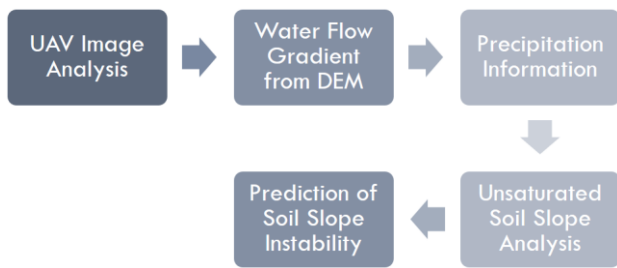 UAV Image
Analysis
Water Flow
Gradient
from DEM
Precipitation
Information
Unsaturated
Soil Slope
Analysis
Prediction of
Soil Slope
Instability